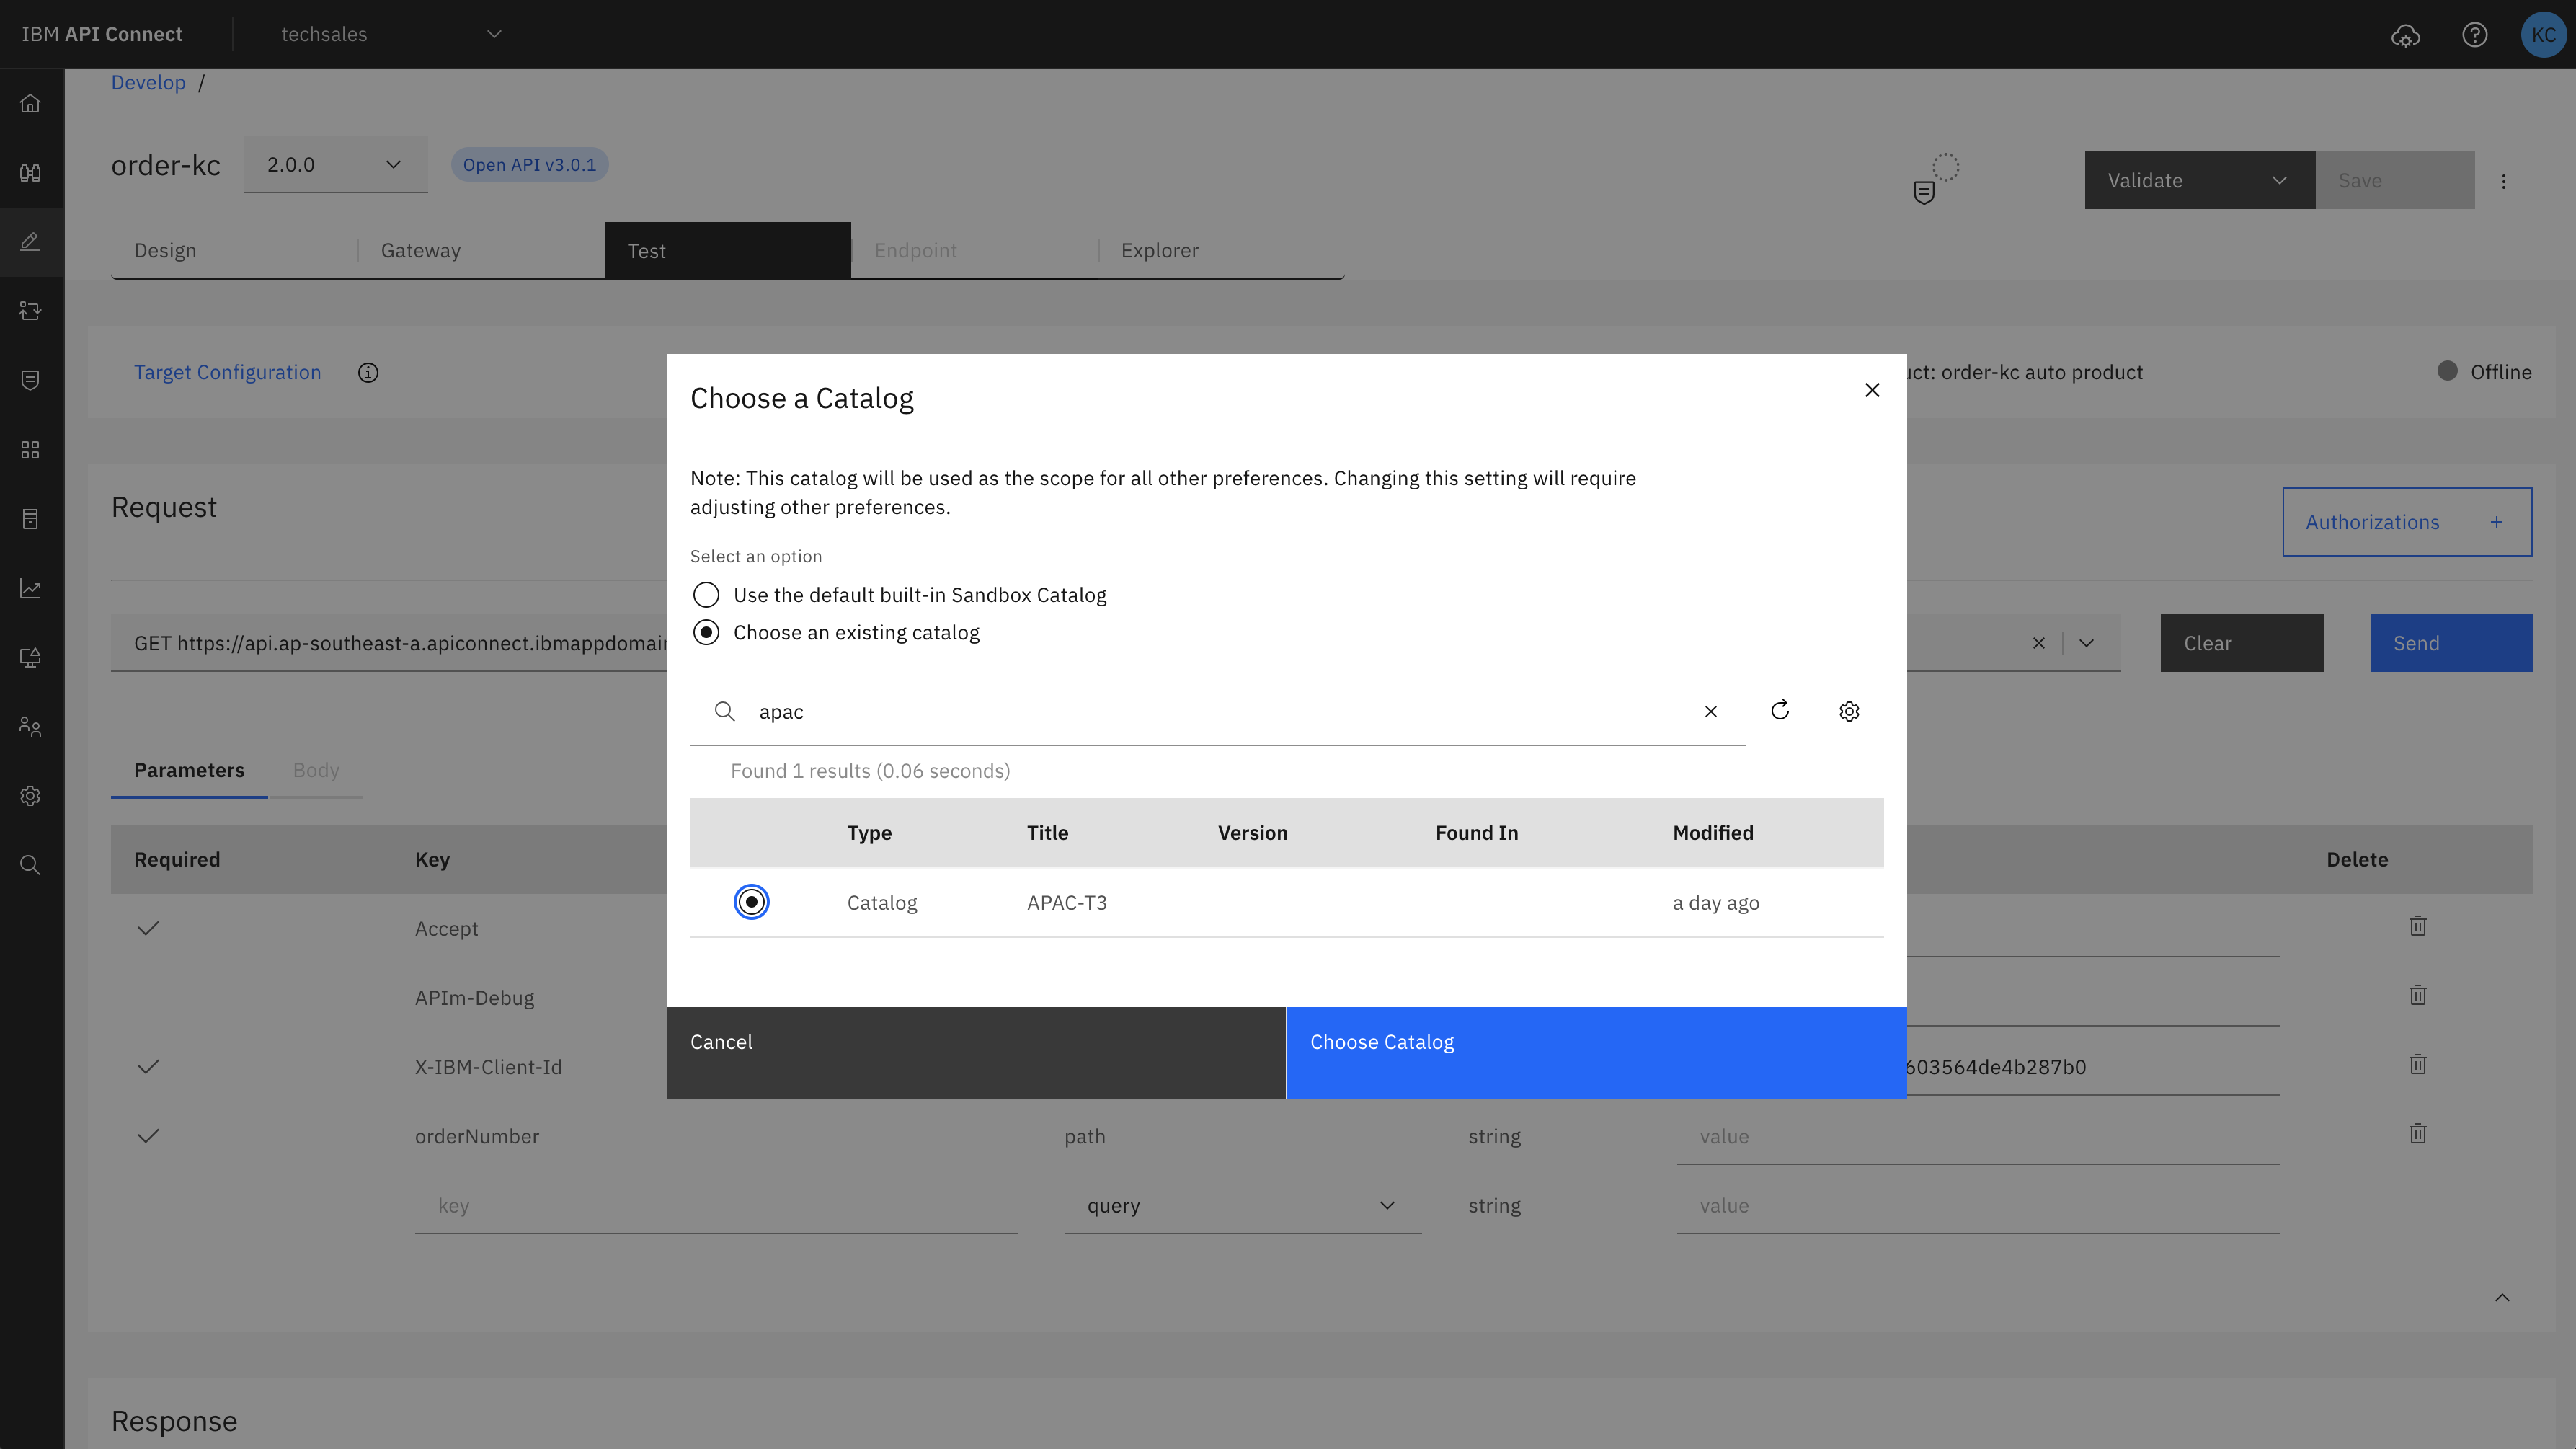 IBM API Connect
techsales
KC
Develop /
order-kc
2.0.0
Open API v3.0.1
Validate
Save
Design
Gateway
Test
Endpoint
Explorer
Target Configuration
uct: order-kc auto product
Offline
Choose a Catalog
Note: This catalog will be used as the scope for all other preferences. Changing this setting will require
adjusting other preferences.
Select an option
Use the default built-in Sandbox Catalog
Choose an existing catalog
apac
Found 1 results (0.06 seconds)
Type Title Version Found In Modified
Catalog APAC-T3 a day ago
Cancel
Choose Catalog
Request
Authorizations +
GET https://api.ap-southeast-a.apiconnect.ibmappdomain
Clear
Send
Parameters
Body
Required Key Delete
Accept
APIm-Debug
X-IBM-Client-Id 603564de4b287b0
orderNumber path string value
key query string value
Response